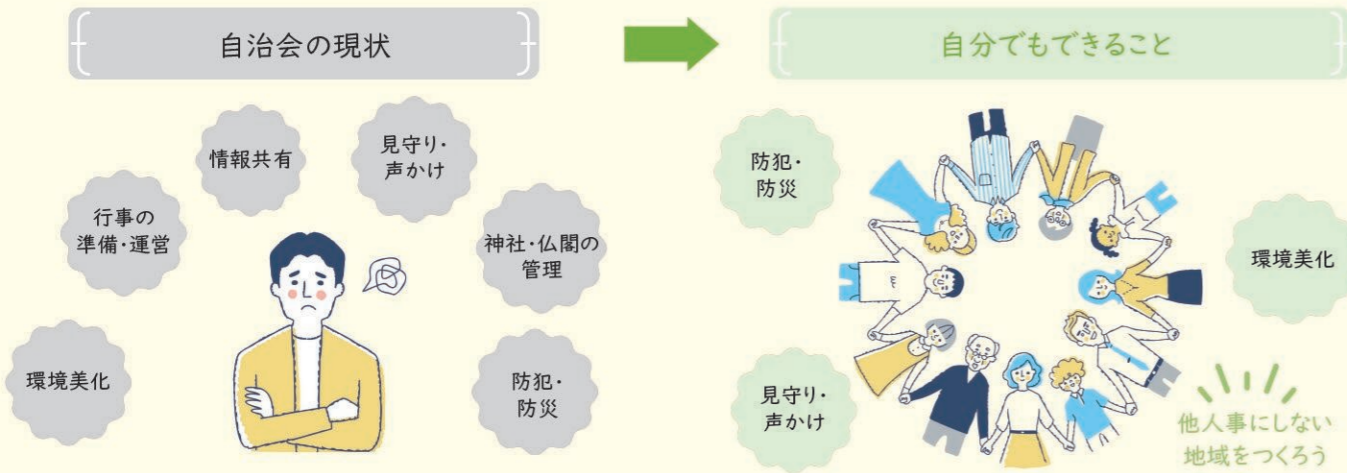 自治会の現状
自分でもできること
情報共有
見守り・
声かけ
行事の
準備・運営
神社・仏閣の
管理
環境美化
防犯・
防災
防犯・
防災
環境美化
見守り・
声かけ
他人事にしない
地域をつくろう